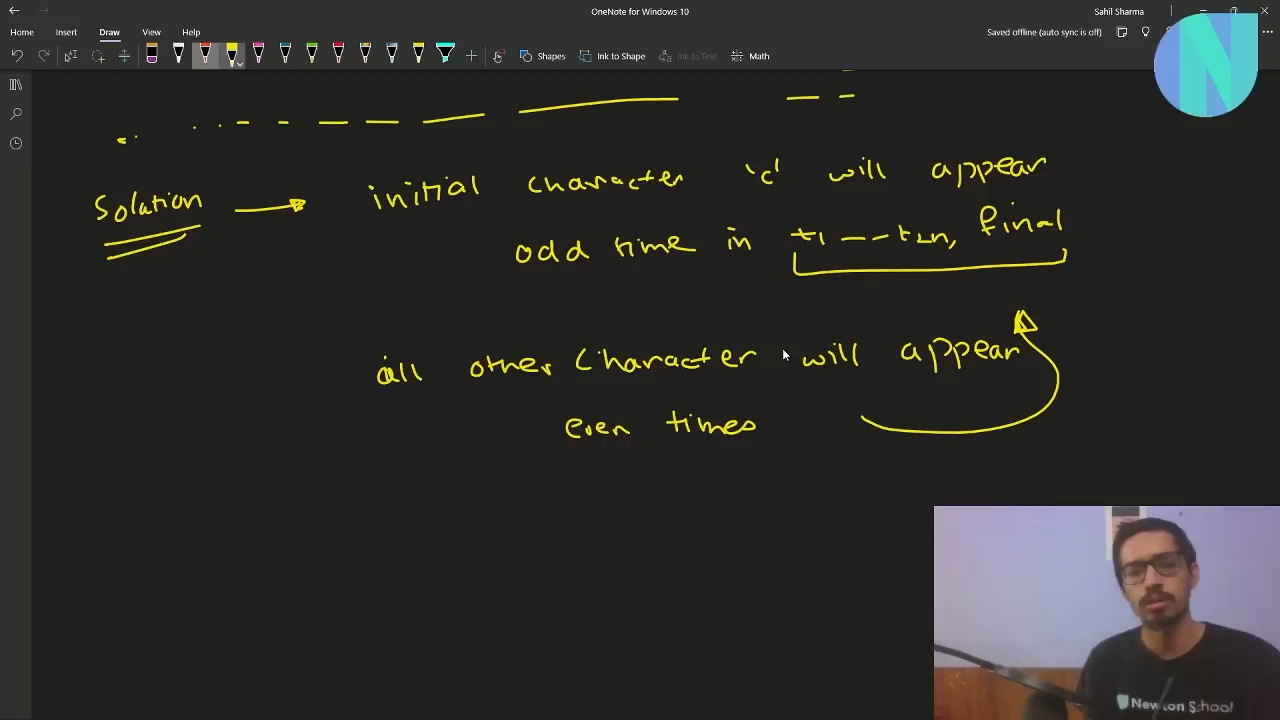 OneNote for Windows 10
Sahil Sharma
Home Insert Draw View Help
Saved offline (auto sync is off)
Shapes Ink to Shape Ink to Text Math
Solution → initial character 'c' will appear
odd time in t1 -- t2n, final
all other Character will appear
even times
Newton School